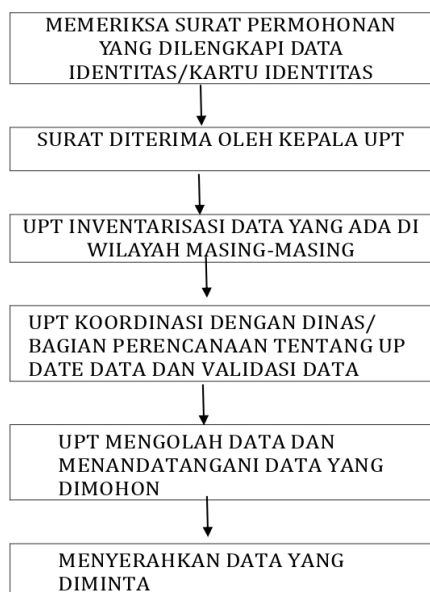 MEMERIKSA SURAT PERMOHONAN
YANG DILENGKAPI DATA
IDENTITAS/KARTU IDENTITAS
SURAT DITERIMA OLEH KEPALA UPT
UPT INVENTARISASI DATA YANG ADA DI
WILAYAH MASING-MASING
UPT KOORDINASI DENGAN DINAS/
BAGIAN PERENCANAAN TENTANG UP
DATE DATA DAN VALIDASI DATA
UPT MENGOLAH DATA DAN
MENANDATANGANI DATA YANG
DIMOHON
MENYERAHKAN DATA YANG
DIMINTA